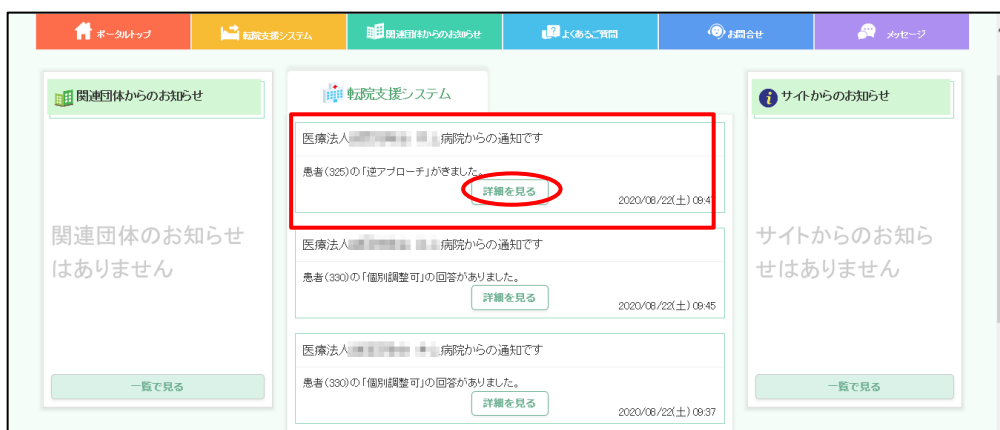 ポータルトップ
転院支援システム
関連団体からのお知らせ
よくあるご質問
お問合せ
メッセージ
関連団体からのお知らせ
関連団体のお知らせ
はありません
一覧で見る
転院支援システム
医療法人 病院からの通知です
患者(325)の「逆アプローチ」がきました。
詳細を見る
2020/08/22(土) 09:47
医療法人 病院からの通知です
患者(330)の「個別調整可」の回答がありました。
詳細を見る
2020/08/22(土) 09:45
医療法人 病院からの通知です
患者(330)の「個別調整可」の回答がありました。
詳細を見る
2020/08/22(土) 09:37
サイトからのお知らせ
サイトからのお知ら
せはありません
一覧で見る